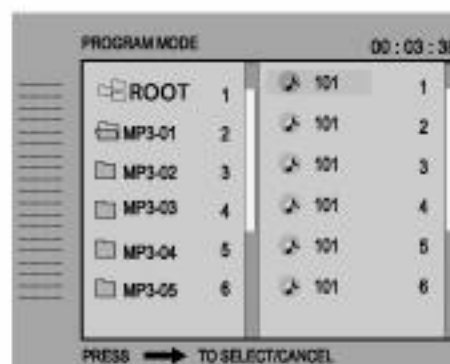 PROGRAM MODE 00 : 03 : 38
ROOT 1 101 1
MP3-01 2 101 2
MP3-02 3 101 3
MP3-03 4 101 4
MP3-04 5 101 5
MP3-05 6 101 6
PRESS TO SELECT/CANCEL